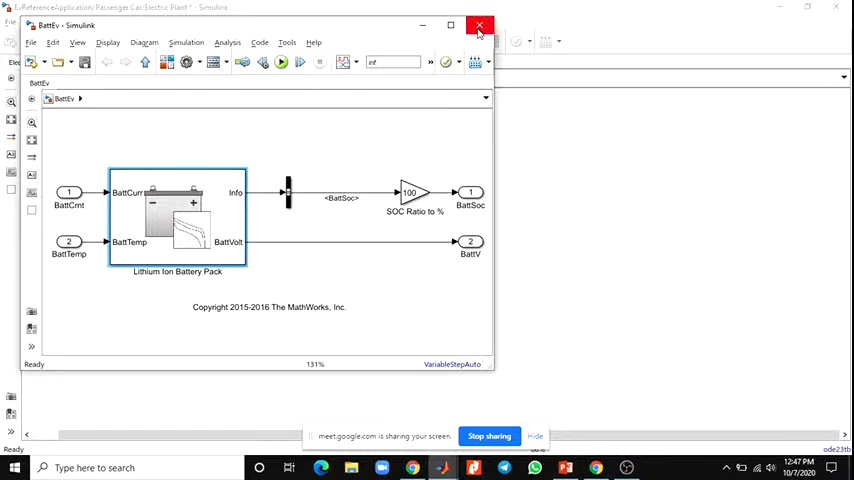 EvReferenceApplication/Passenger Car/Electric Plant * - Simulink
BattEv - Simulink
File Edit View Display Diagram Simulation Analysis Code Tools Help
inf
»
BattEv
BattEv
1
BattCrnt
BattCurr
Info
<BattSoc>
100
SOC Ratio to %
1
BattSoc
2
BattTemp
BattTemp
BattVolt
2
BattV
Lithium Ion Battery Pack
Copyright 2015-2016 The MathWorks, Inc.
Ready
131%
VariableStepAuto
meet.google.com is sharing your screen.
Stop sharing
Hide
Ready
ode23tb
Type here to search
12:47 PM
10/7/2020